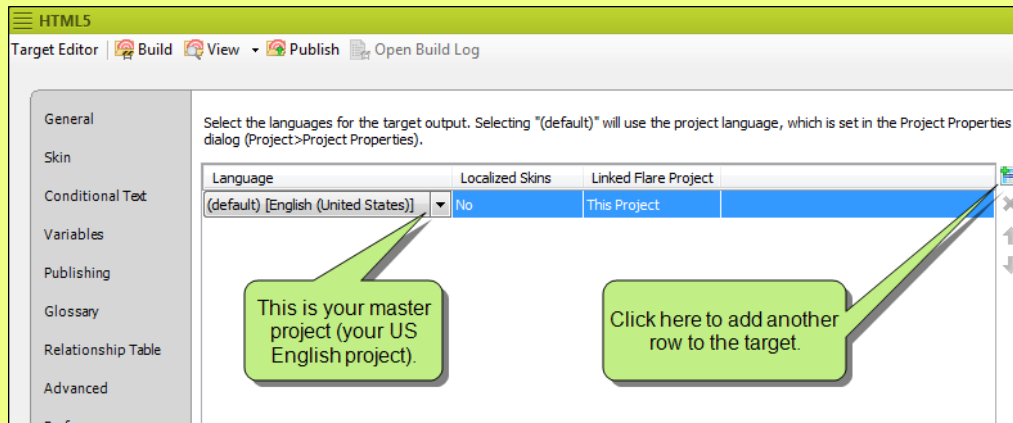 HTML5
Target Editor Build View Publish Open Build Log
General
Skin
Conditional Text
Variables
Publishing
Glossary
Relationship Table
Advanced
Select the languages for the target output. Selecting "(default)" will use the project language, which is set in the Project Properties
dialog (Project>Project Properties).
Language Localized Skins Linked Flare Project
(default) [English (United States)] No This Project
This is your master
project (your US
English project).
Click here to add another
row to the target.